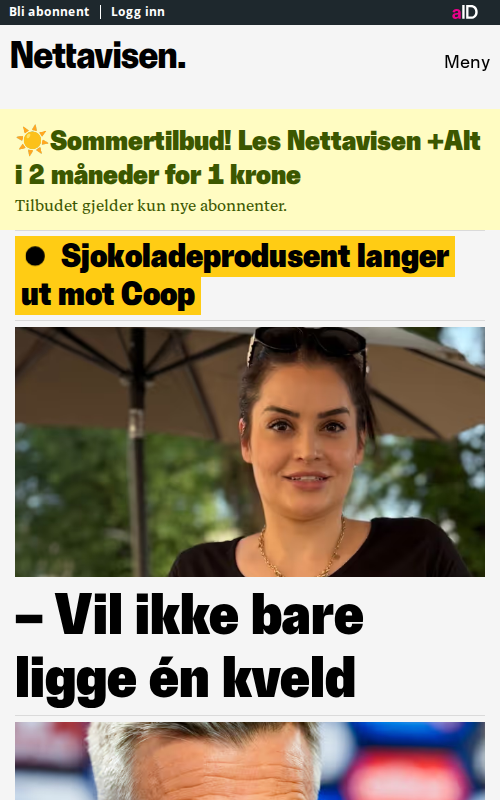 Bli abonnent | Logg inn
aID
Nettavisen.
Meny
☀️Sommertilbud! Les Nettavisen +Alt
i 2 måneder for 1 krone
Tilbudet gjelder kun nye abonnenter.
● Sjokoladeprodusent langer
ut mot Coop
– Vil ikke bare
ligge én kveld